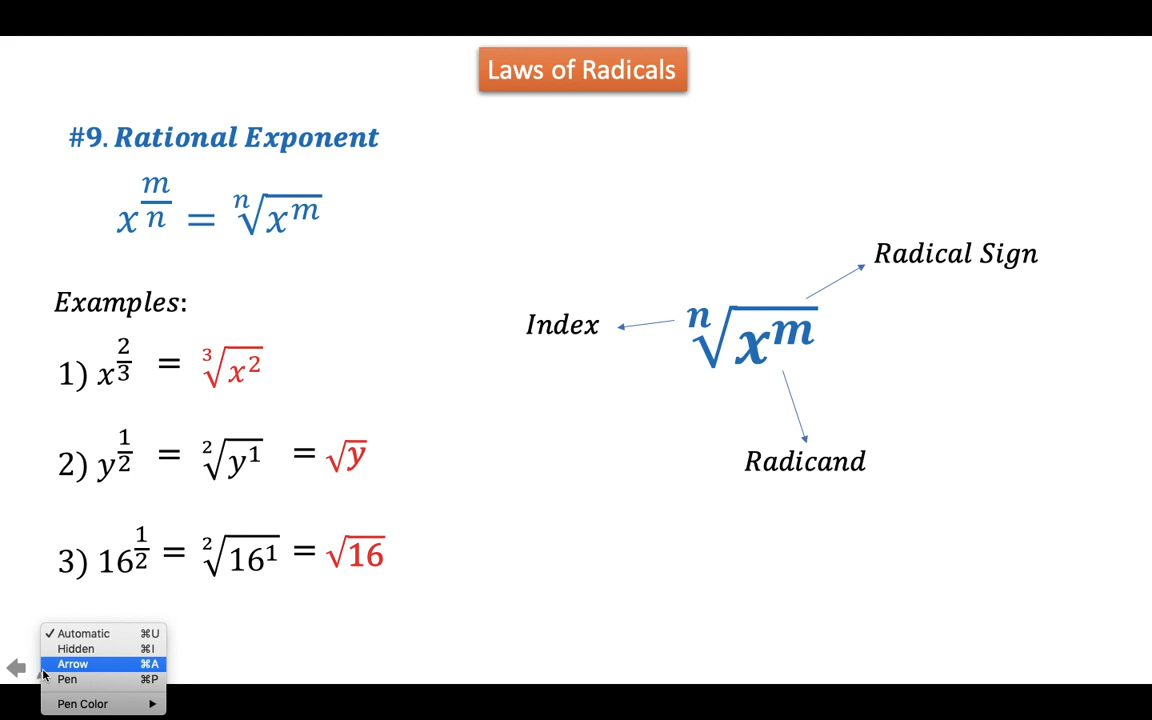 Laws of Radicals
#9. Rational Exponent
x^(m/n) = ⁿ√(x^m)
Examples:
1) x^(2/3) = ³√(x²)
2) y^(1/2) = ²√(y¹) = √y
3) 16^(1/2) = ²√(16¹) = √16
Radical Sign
Index
ⁿ√(x^m)
Radicand
✓ Automatic ⌘U
Hidden ⌘I
Arrow ⌘A
Pen ⌘P
Pen Color ▶